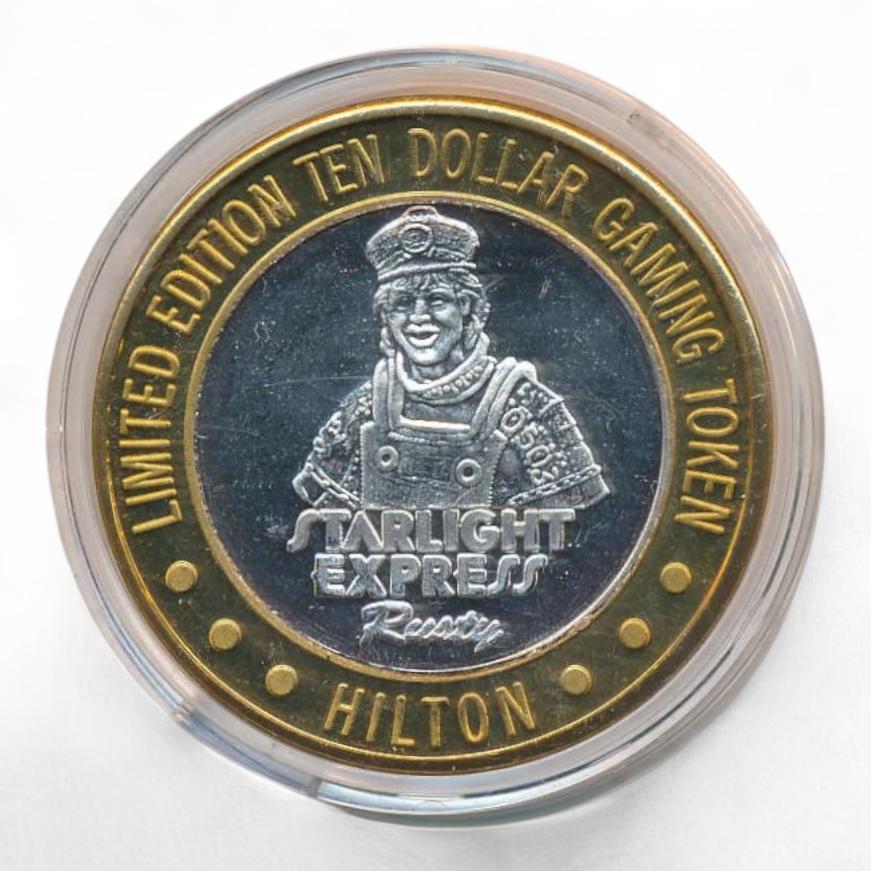 LIMITED EDITION TEN DOLLAR GAMING TOKEN
STARLIGHT
EXPRESS
Rusty
HILTON